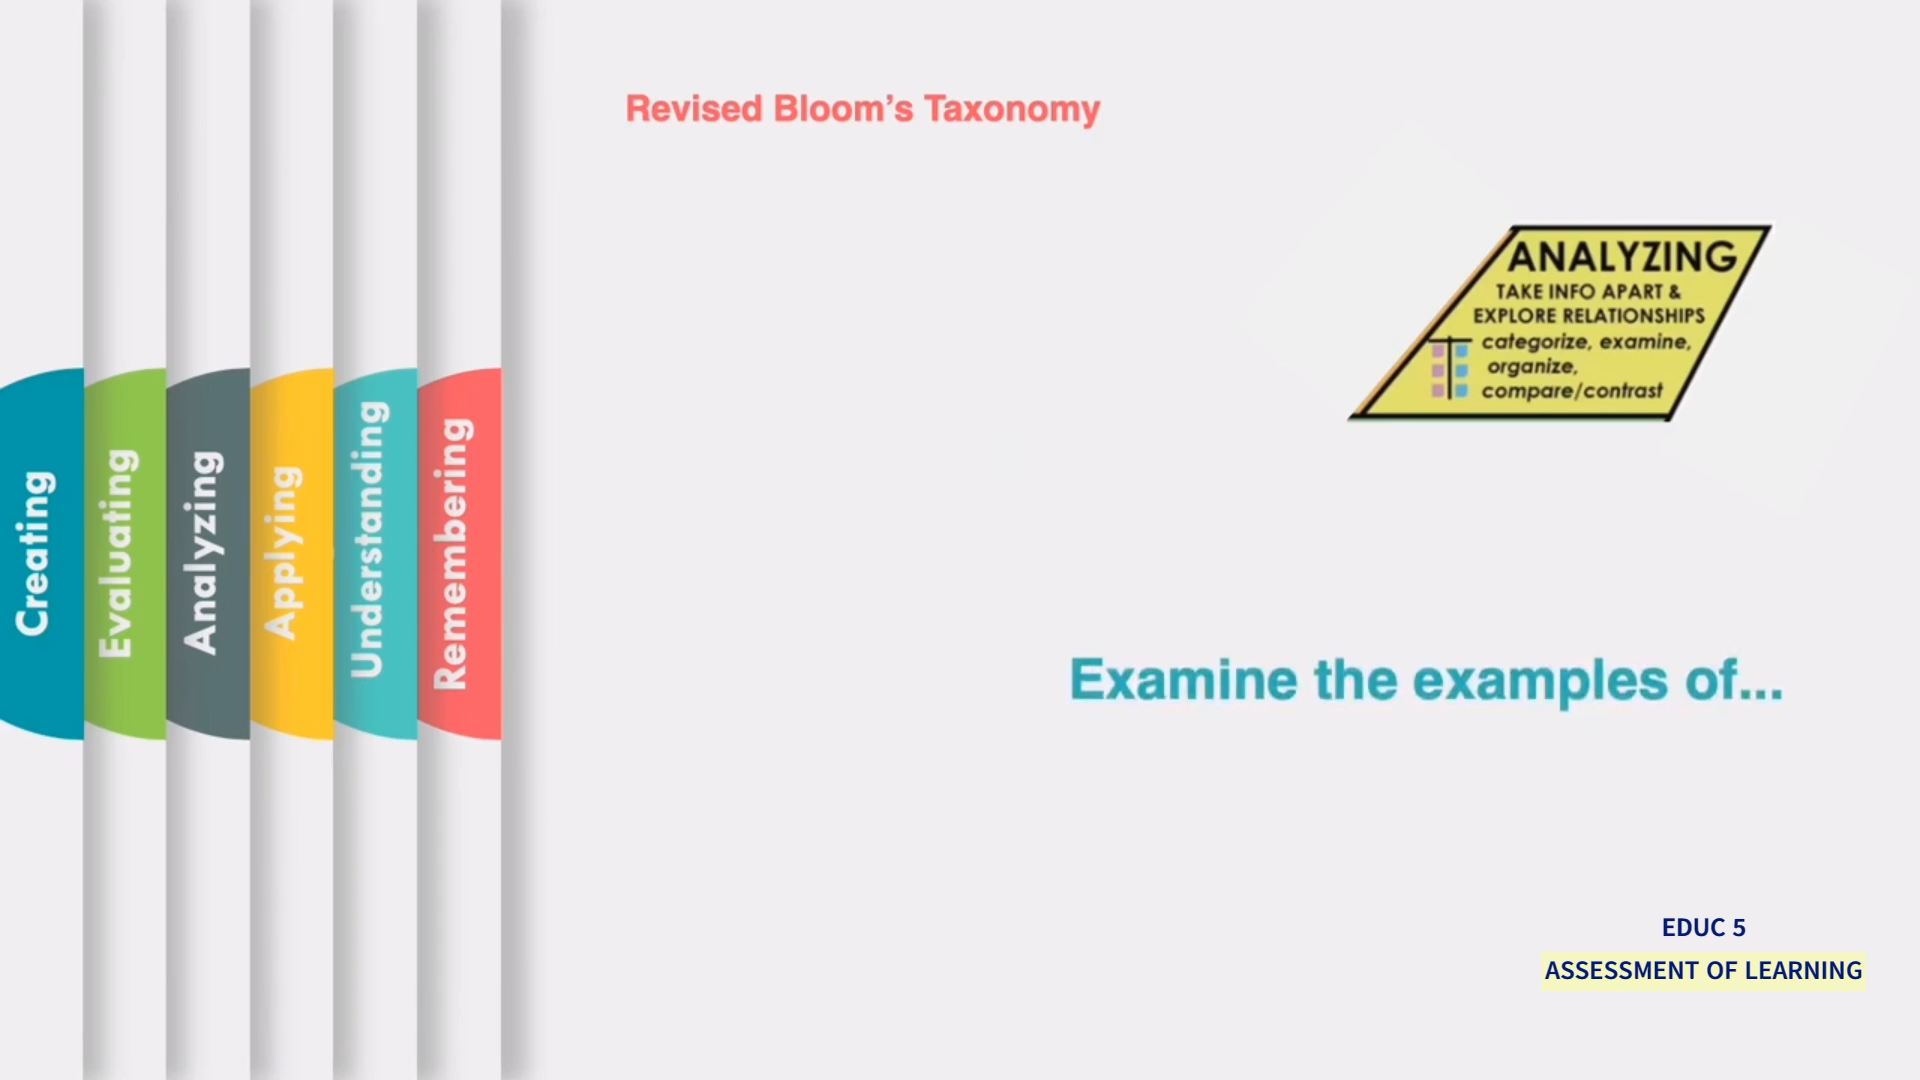 Creating
Evaluating
Analyzing
Applying
Understanding
Remembering
Revised Bloom’s Taxonomy
ANALYZING
TAKE INFO APART &
EXPLORE RELATIONSHIPS
categorize, examine,
organize,
compare/contrast
Examine the examples of...
EDUC 5
ASSESSMENT OF LEARNING